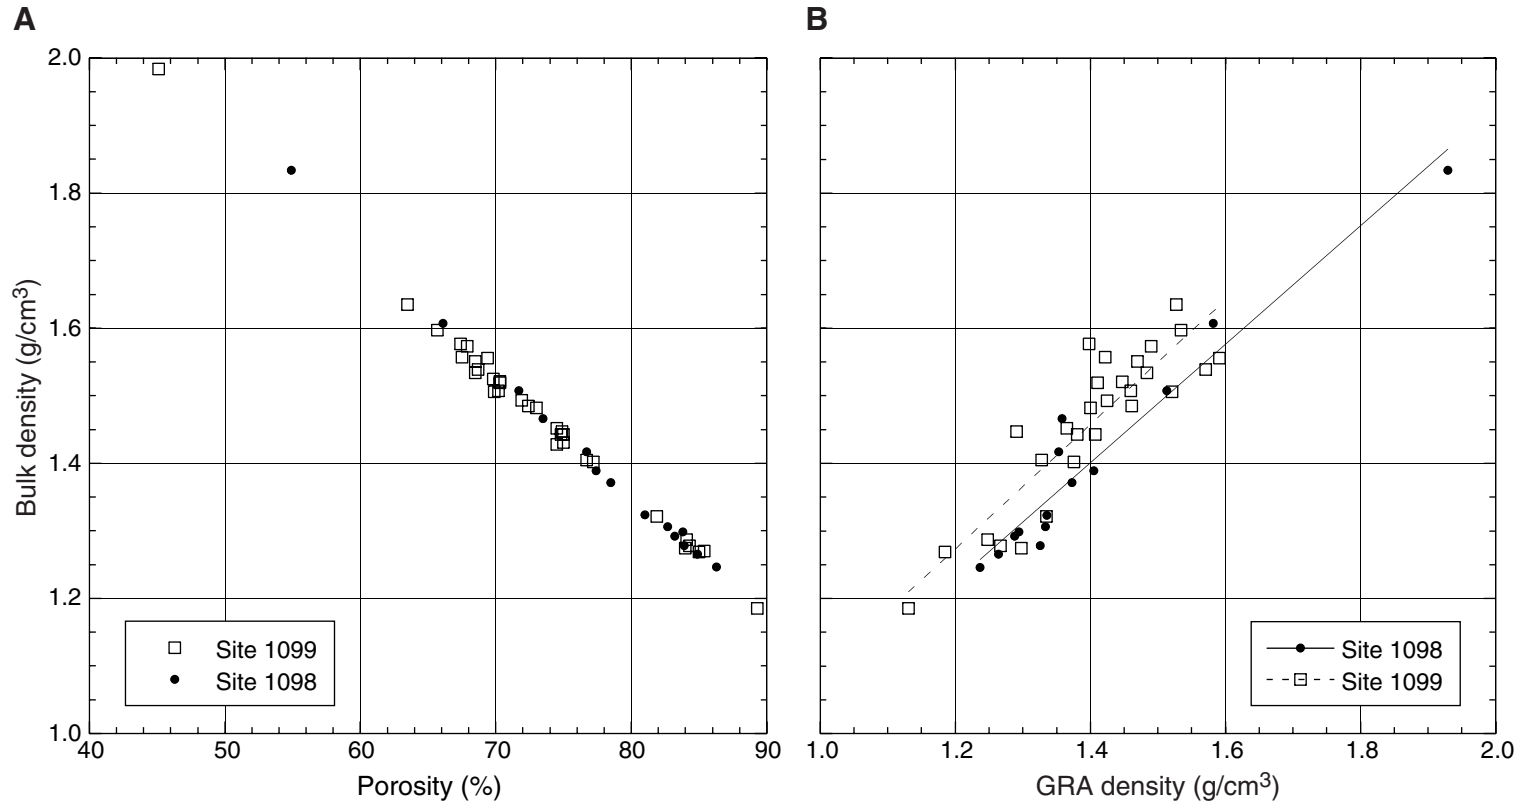 A
B
2.0
1.8
1.6
1.4
1.2
1.0
Bulk density (g/cm3)
40 50 60 70 80 90
Porosity (%)
Site 1099
Site 1098
1.0 1.2 1.4 1.6 1.8 2.0
GRA density (g/cm3)
Site 1098
Site 1099